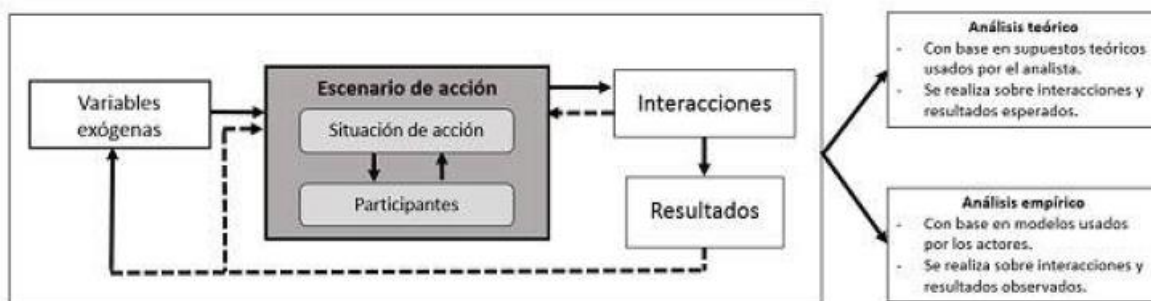 Variables
exógenas
Escenario de acción
Situación de acción
Participantes
Interacciones
Resultados
Análisis teórico
- Con base en supuestos teóricos
usados por el analista.
- Se realiza sobre interacciones y
resultados esperados.
Análisis empírico
- Con base en modelos usados
por los actores.
- Se realiza sobre interacciones y
resultados observados.